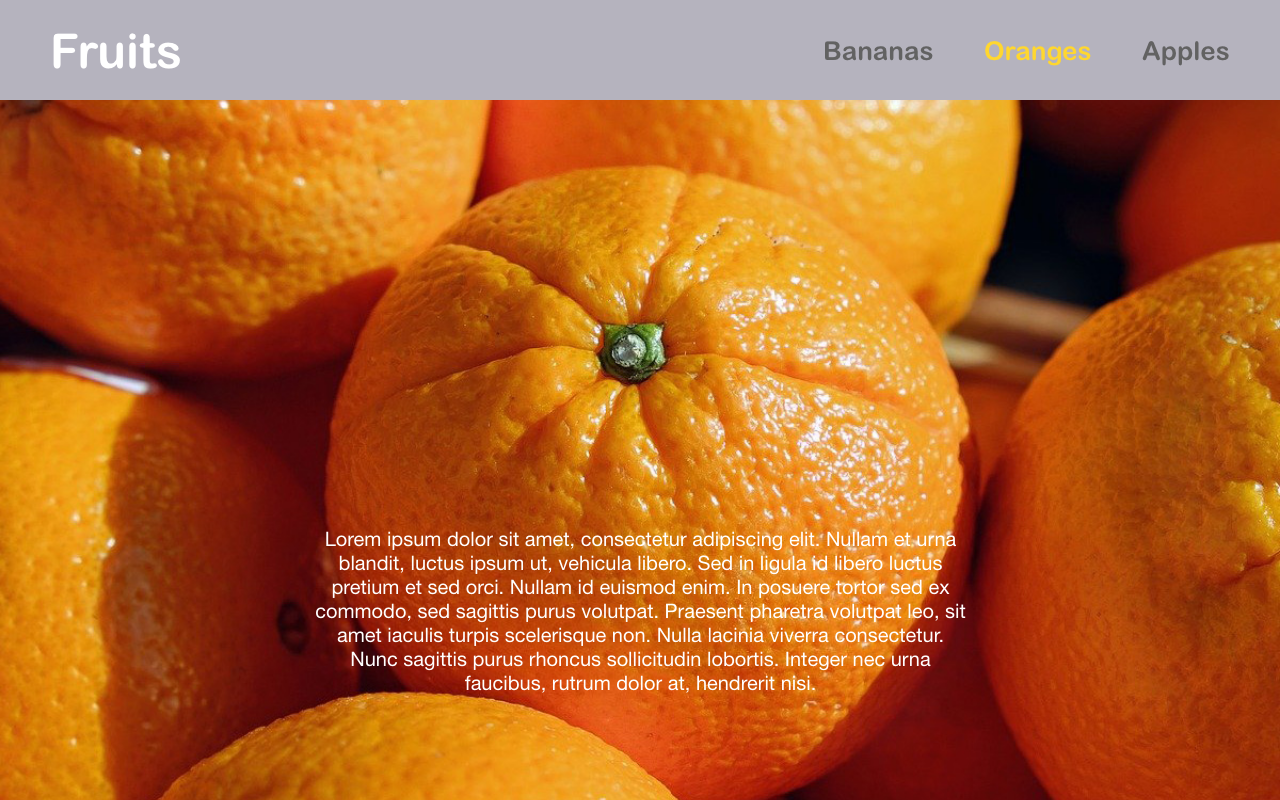 Fruits
Bananas Oranges Apples
Lorem ipsum dolor sit amet, consectetur adipiscing elit. Nullam et urna
blandit, luctus ipsum ut, vehicula libero. Sed in ligula id libero luctus
pretium et sed orci. Nullam id euismod enim. In posuere tortor sed ex
commodo, sed sagittis purus volutpat. Praesent pharetra volutpat leo, sit
amet iaculis turpis scelerisque non. Nulla lacinia viverra consectetur.
Nunc sagittis purus rhoncus sollicitudin lobortis. Integer nec urna
faucibus, rutrum dolor at, hendrerit nisi.